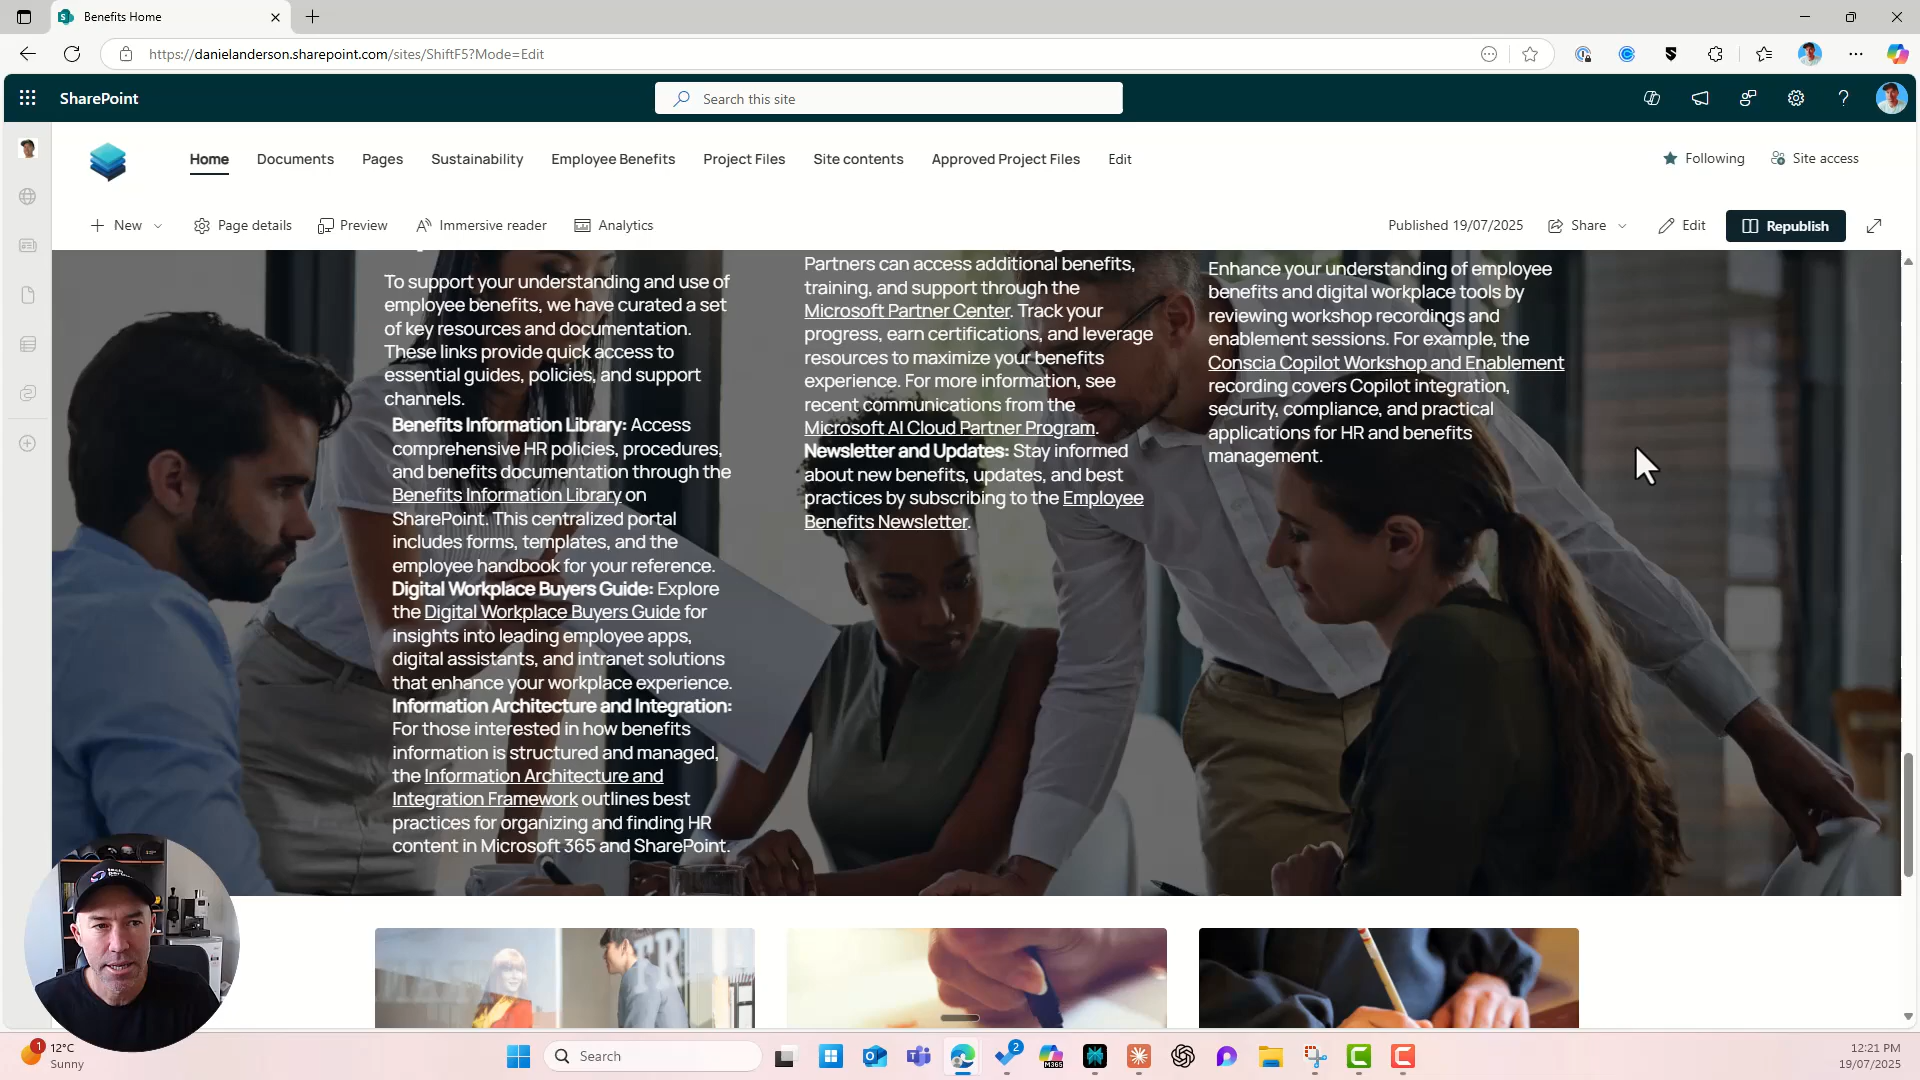 Benefits Home
https://danielanderson.sharepoint.com/sites/ShiftF5?Mode=Edit
SharePoint
Search this site
Home
Documents
Pages
Sustainability
Employee Benefits
Project Files
Site contents
Approved Project Files
Edit
Following
Site access
New
Page details
Preview
Immersive reader
Analytics
Published 19/07/2025
Share
Edit
Republish
To support your understanding and use of
employee benefits, we have curated a set
of key resources and documentation.
These links provide quick access to
essential guides, policies, and support
channels.
Benefits Information Library: Access
comprehensive HR policies, procedures,
and benefits documentation through the
Benefits Information Library on
SharePoint. This centralized portal
includes forms, templates, and the
employee handbook for your reference.
Digital Workplace Buyers Guide: Explore
the Digital Workplace Buyers Guide for
insights into leading employee apps,
digital assistants, and intranet solutions
that enhance your workplace experience.
Information Architecture and Integration:
For those interested in how benefits
information is structured and managed,
the Information Architecture and
Integration Framework outlines best
practices for organizing and finding HR
content in Microsoft 365 and SharePoint.
Partners can access additional benefits,
training, and support through the
Microsoft Partner Center. Track your
progress, earn certifications, and leverage
resources to maximize your benefits
experience. For more information, see
recent communications from the
Microsoft AI Cloud Partner Program.
Newsletter and Updates: Stay informed
about new benefits, updates, and best
practices by subscribing to the Employee
Benefits Newsletter.
Enhance your understanding of employee
benefits and digital workplace tools by
reviewing workshop recordings and
enablement sessions. For example, the
Conscia Copilot Workshop and Enablement
recording covers Copilot integration,
security, compliance, and practical
applications for HR and benefits
management.
1
12°C
Sunny
Search
2
M365
12:21 PM
19/07/2025